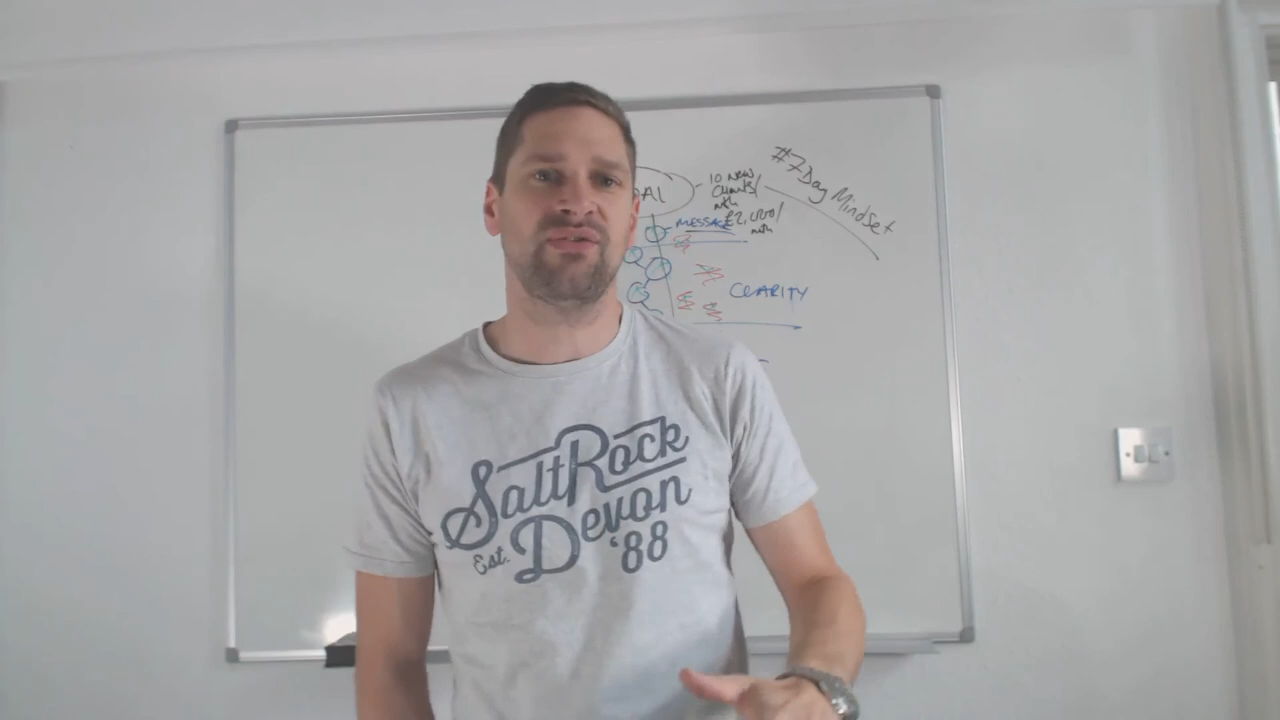 #7Day MindSet
10 NEW
CLIENTS/
mth
£2,000/
mth
MESSAGE
CLARITY
SaltRock
Devon
Est. '88